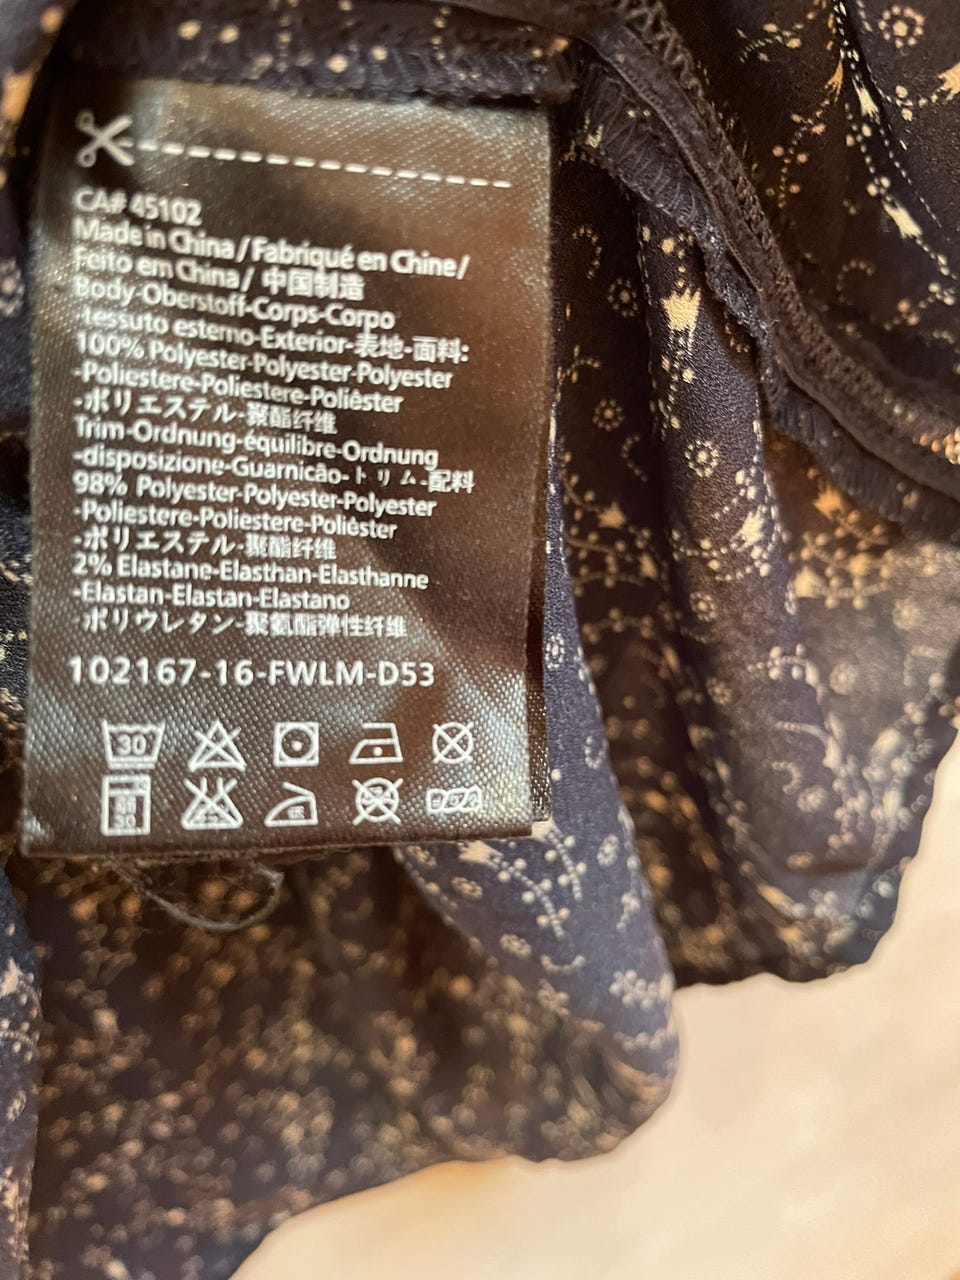 CA# 45102
Made in China / Fabriqué en Chine /
Feito em China / 中国制造
Body-Oberstoff-Corps-Corpo
Tessuto esterno-Exterior-表地-面料:
100% Polyester-Polyester-Polyester
-Poliestere-Poliestere-Poliéster
-ポリエステル-聚酯纤维
Trim-Ordnung-équilibre-Ordnung
-disposizione-Guarnicão-トリム-配料
98% Polyester-Polyester-Polyester
-Poliestere-Poliestere-Poliéster
-ポリエステル-聚酯纤维
2% Elastane-Elasthan-Elasthanne
-Elastan-Elastan-Elastano
-ポリウレタン-聚氨酯弹性纤维
102167-16-FWLM-D53
30
30